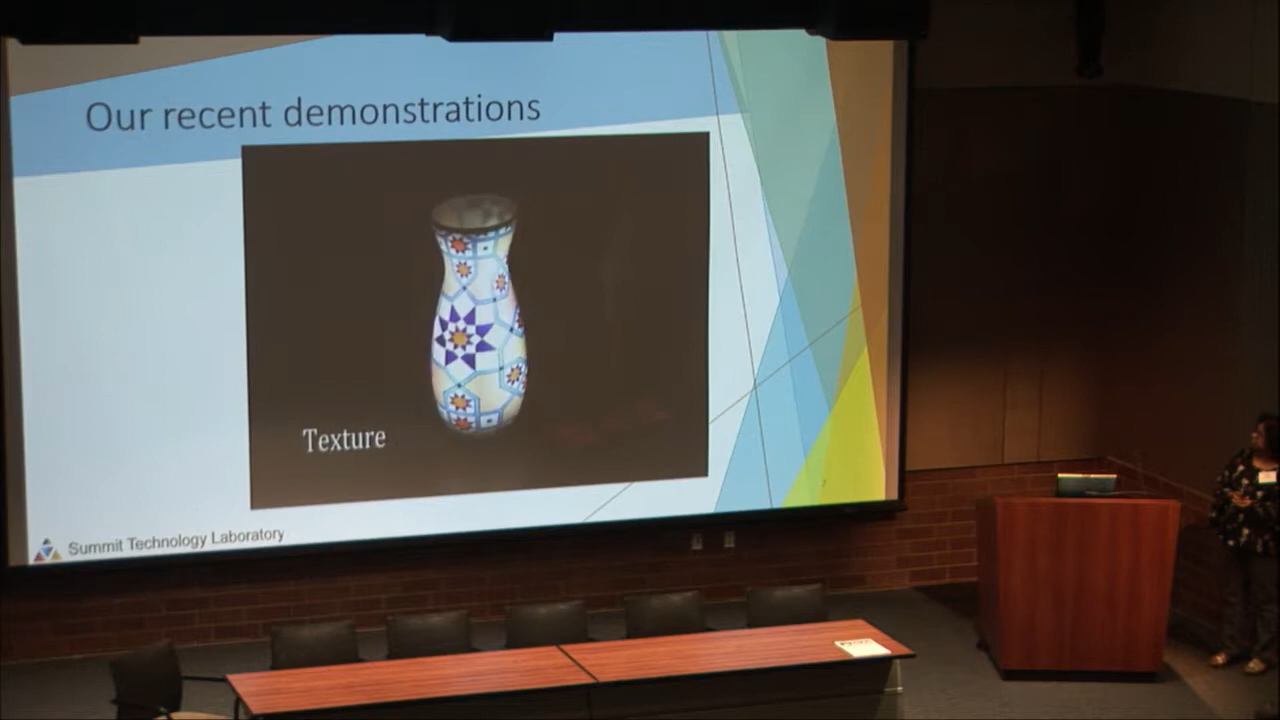 Our recent demonstrations
Texture
Summit Technology Laboratory